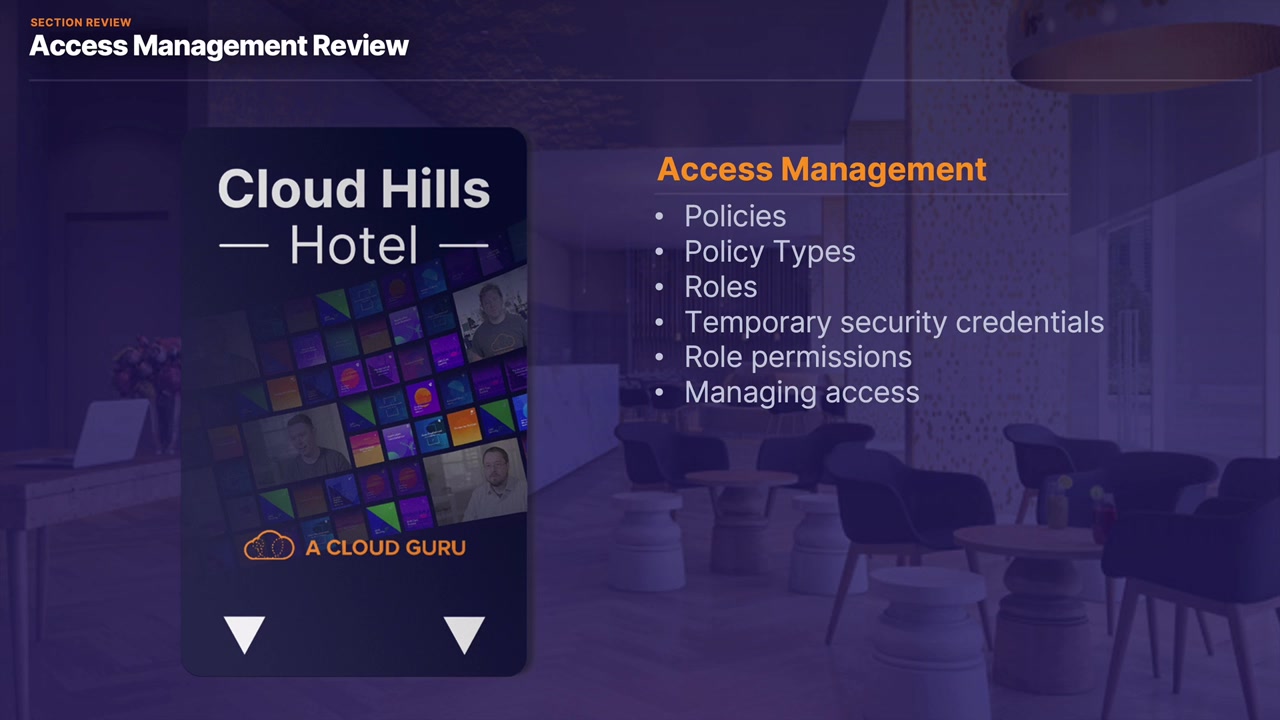 SECTION REVIEW
Access Management Review
Cloud Hills
Hotel
A CLOUD GURU
Access Management
• Policies
• Policy Types
• Roles
• Temporary security credentials
• Role permissions
• Managing access